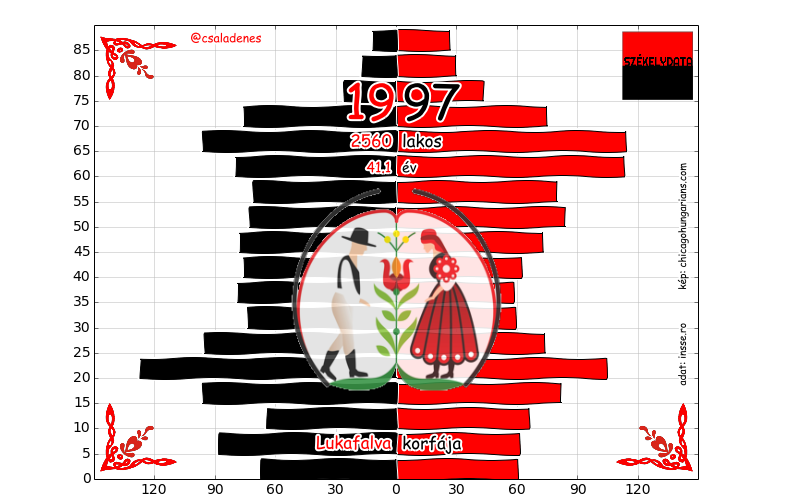 @csaladenes
SZÉKELYDATA
1997
2560 lakos
41,1 év
kép: chicagohungarians.com
adat: insse.ro
Lukafalva korfája
85
80
75
70
65
60
55
50
45
40
35
30
25
20
15
10
5
0
120 90 60 30 0 30 60 90 120